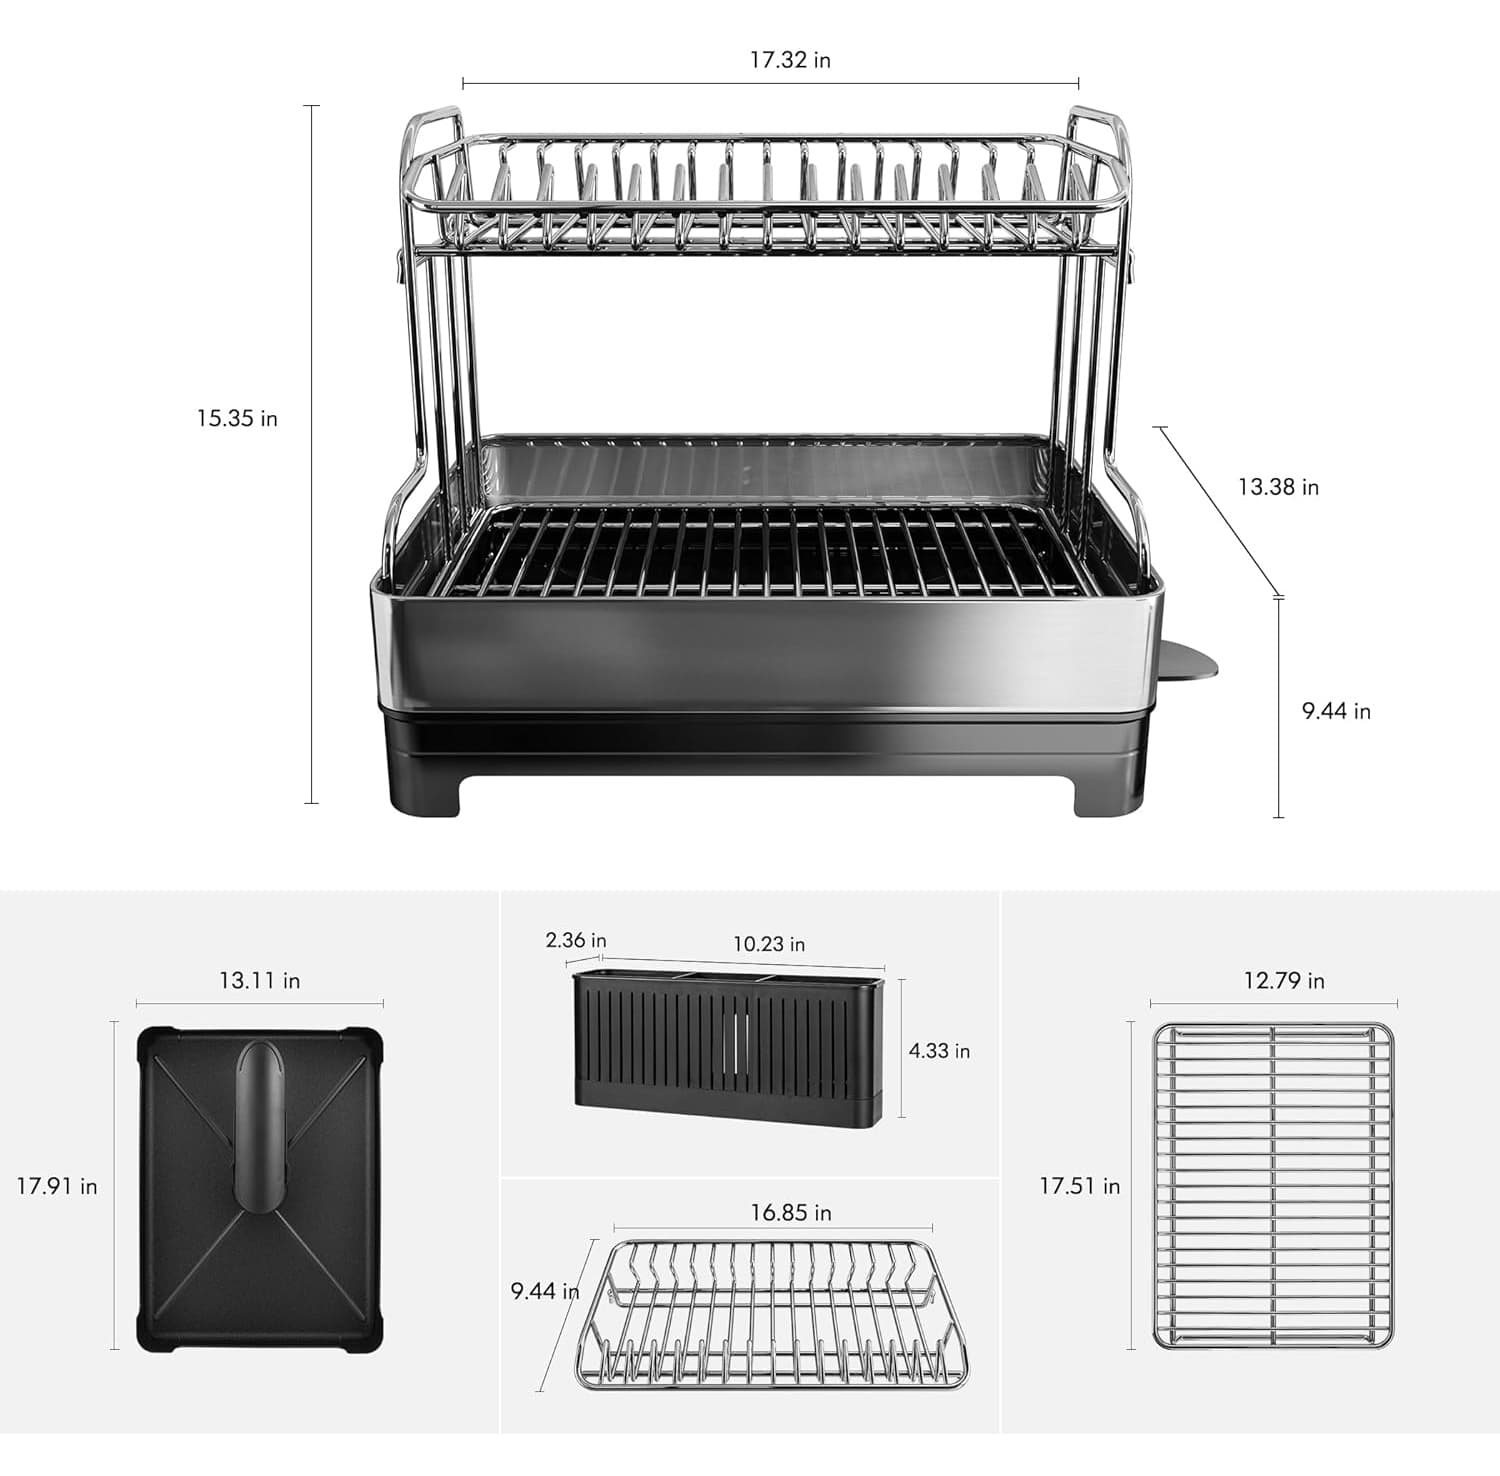 17.32 in
15.35 in
13.38 in
9.44 in
13.11 in
17.91 in
2.36 in
10.23 in
4.33 in
16.85 in
9.44 in
12.79 in
17.51 in